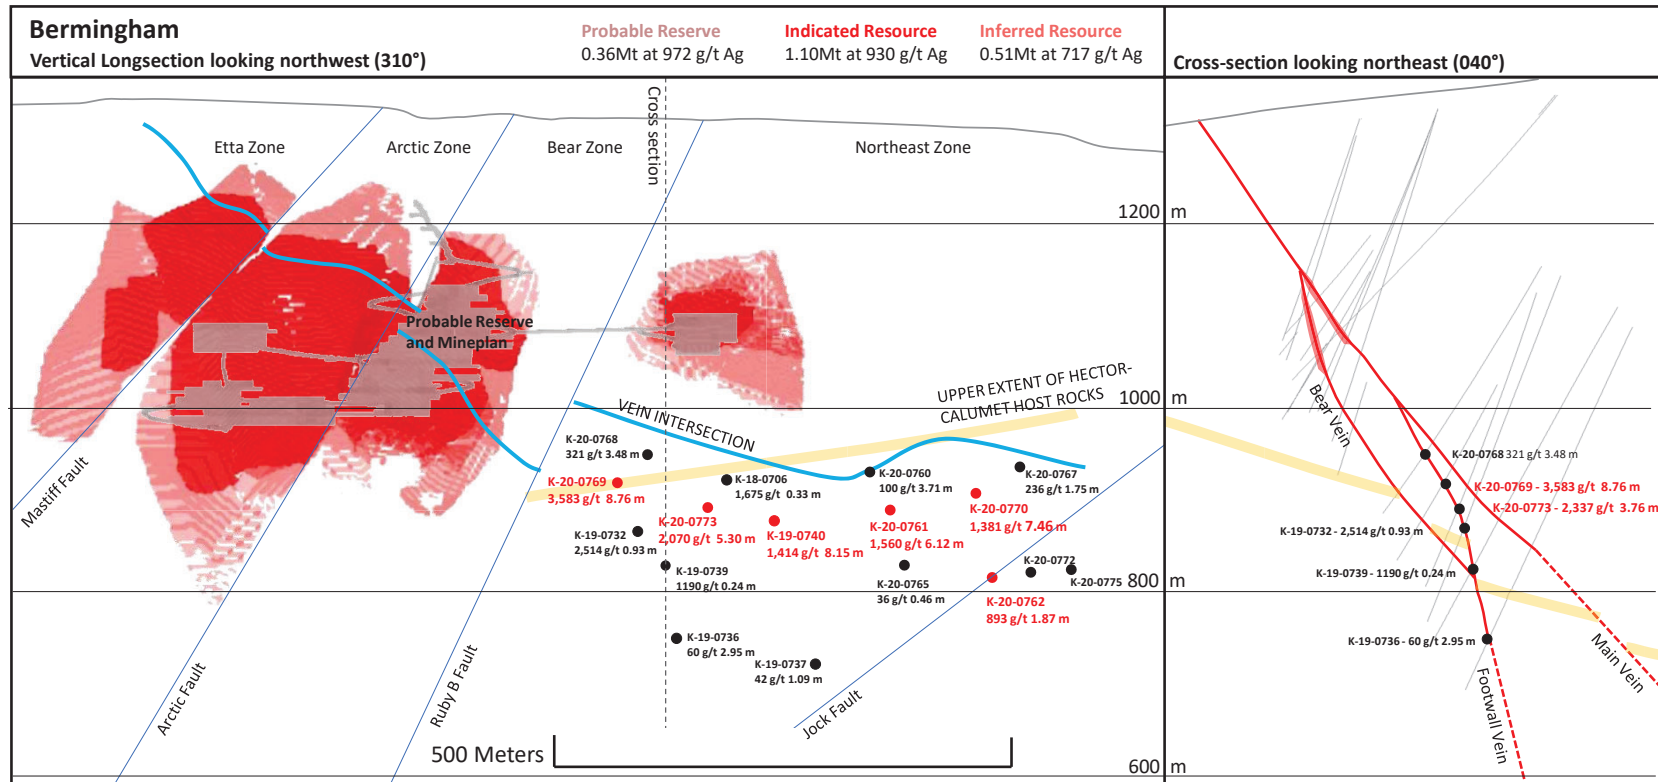 Bermingham
Vertical Longsection looking northwest (310°)
Probable Reserve
0.36Mt at 972 g/t Ag
Indicated Resource
1.10Mt at 930 g/t Ag
Inferred Resource
0.51Mt at 717 g/t Ag
Cross-section looking northeast (040°)
Cross section
Etta Zone
Arctic Zone
Bear Zone
Northeast Zone
1200 m
Probable Reserve
and Mineplan
UPPER EXTENT OF HECTOR-
CALUMET HOST ROCKS
1000 m
VEIN INTERSECTION
K-20-0768
321 g/t 3.48 m
K-20-0769
3,583 g/t 8.76 m
K-18-0706
1,675 g/t 0.33 m
K-20-0760
100 g/t 3.71 m
K-20-0767
236 g/t 1.75 m
K-20-0770
1,381 g/t 7.46 m
K-20-0773
2,070 g/t 5.30 m
K-19-0740
1,414 g/t 8.15 m
K-20-0761
1,560 g/t 6.12 m
K-19-0732
2,514 g/t 0.93 m
K-19-0739
1190 g/t 0.24 m
K-20-0765
36 g/t 0.46 m
K-20-0772
K-20-0775
800 m
K-20-0762
893 g/t 1.87 m
K-19-0736
60 g/t 2.95 m
K-19-0737
42 g/t 1.09 m
Mastiff Fault
Arctic Fault
Ruby B Fault
Jock Fault
500 Meters
600 m
Bear Vein
K-20-0768 321 g/t 3.48 m
K-20-0769 - 3,583 g/t 8.76 m
K-20-0773 - 2,337 g/t 3.76 m
K-19-0732 - 2,514 g/t 0.93 m
K-19-0739 - 1190 g/t 0.24 m
K-19-0736 - 60 g/t 2.95 m
Main Vein
Footwall Vein